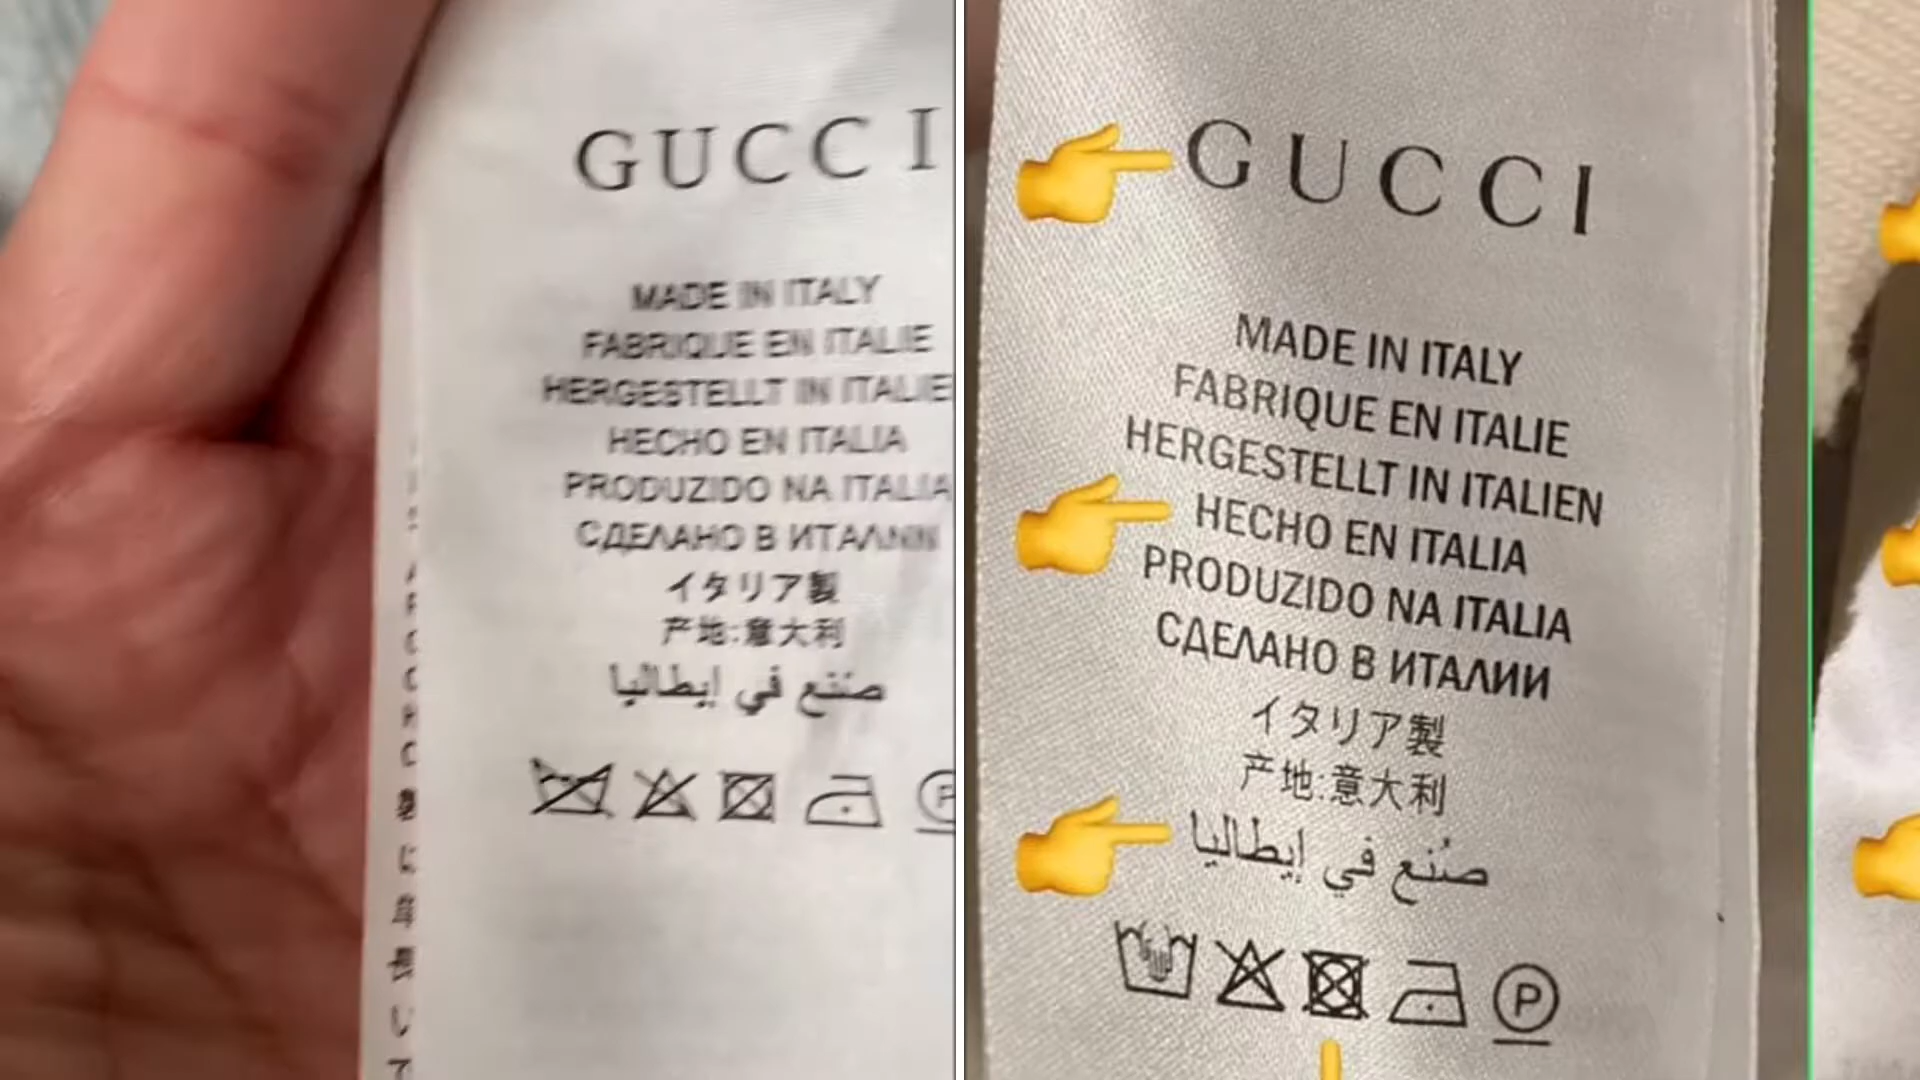 GUCCI
MADE IN ITALY
FABRIQUE EN ITALIE
HERGESTELLT IN ITALIE
HECHO EN ITALIA
PRODUZIDO NA ITALIA
СДЕЛАНО В ИТАЛИИ
イタリア製
产地:意大利
صُنع في إيطاليا
P
GUCCI
MADE IN ITALY
FABRIQUE EN ITALIE
HERGESTELLT IN ITALIEN
HECHO EN ITALIA
PRODUZIDO NA ITALIA
СДЕЛАНО В ИТАЛИИ
イタリア製
产地:意大利
صُنع في إيطاليا
P